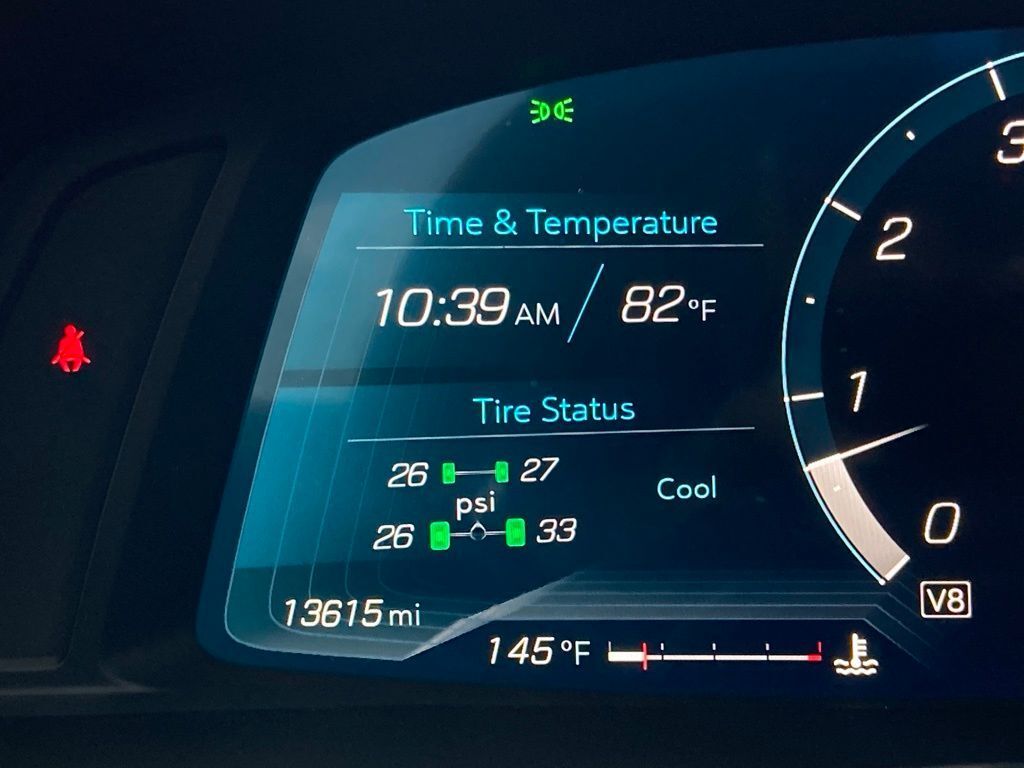 Time & Temperature
10:39 AM / 82 °F
Tire Status
26 27
psi
Cool
26 33
13615 mi
145 °F
3
2
1
0
V8